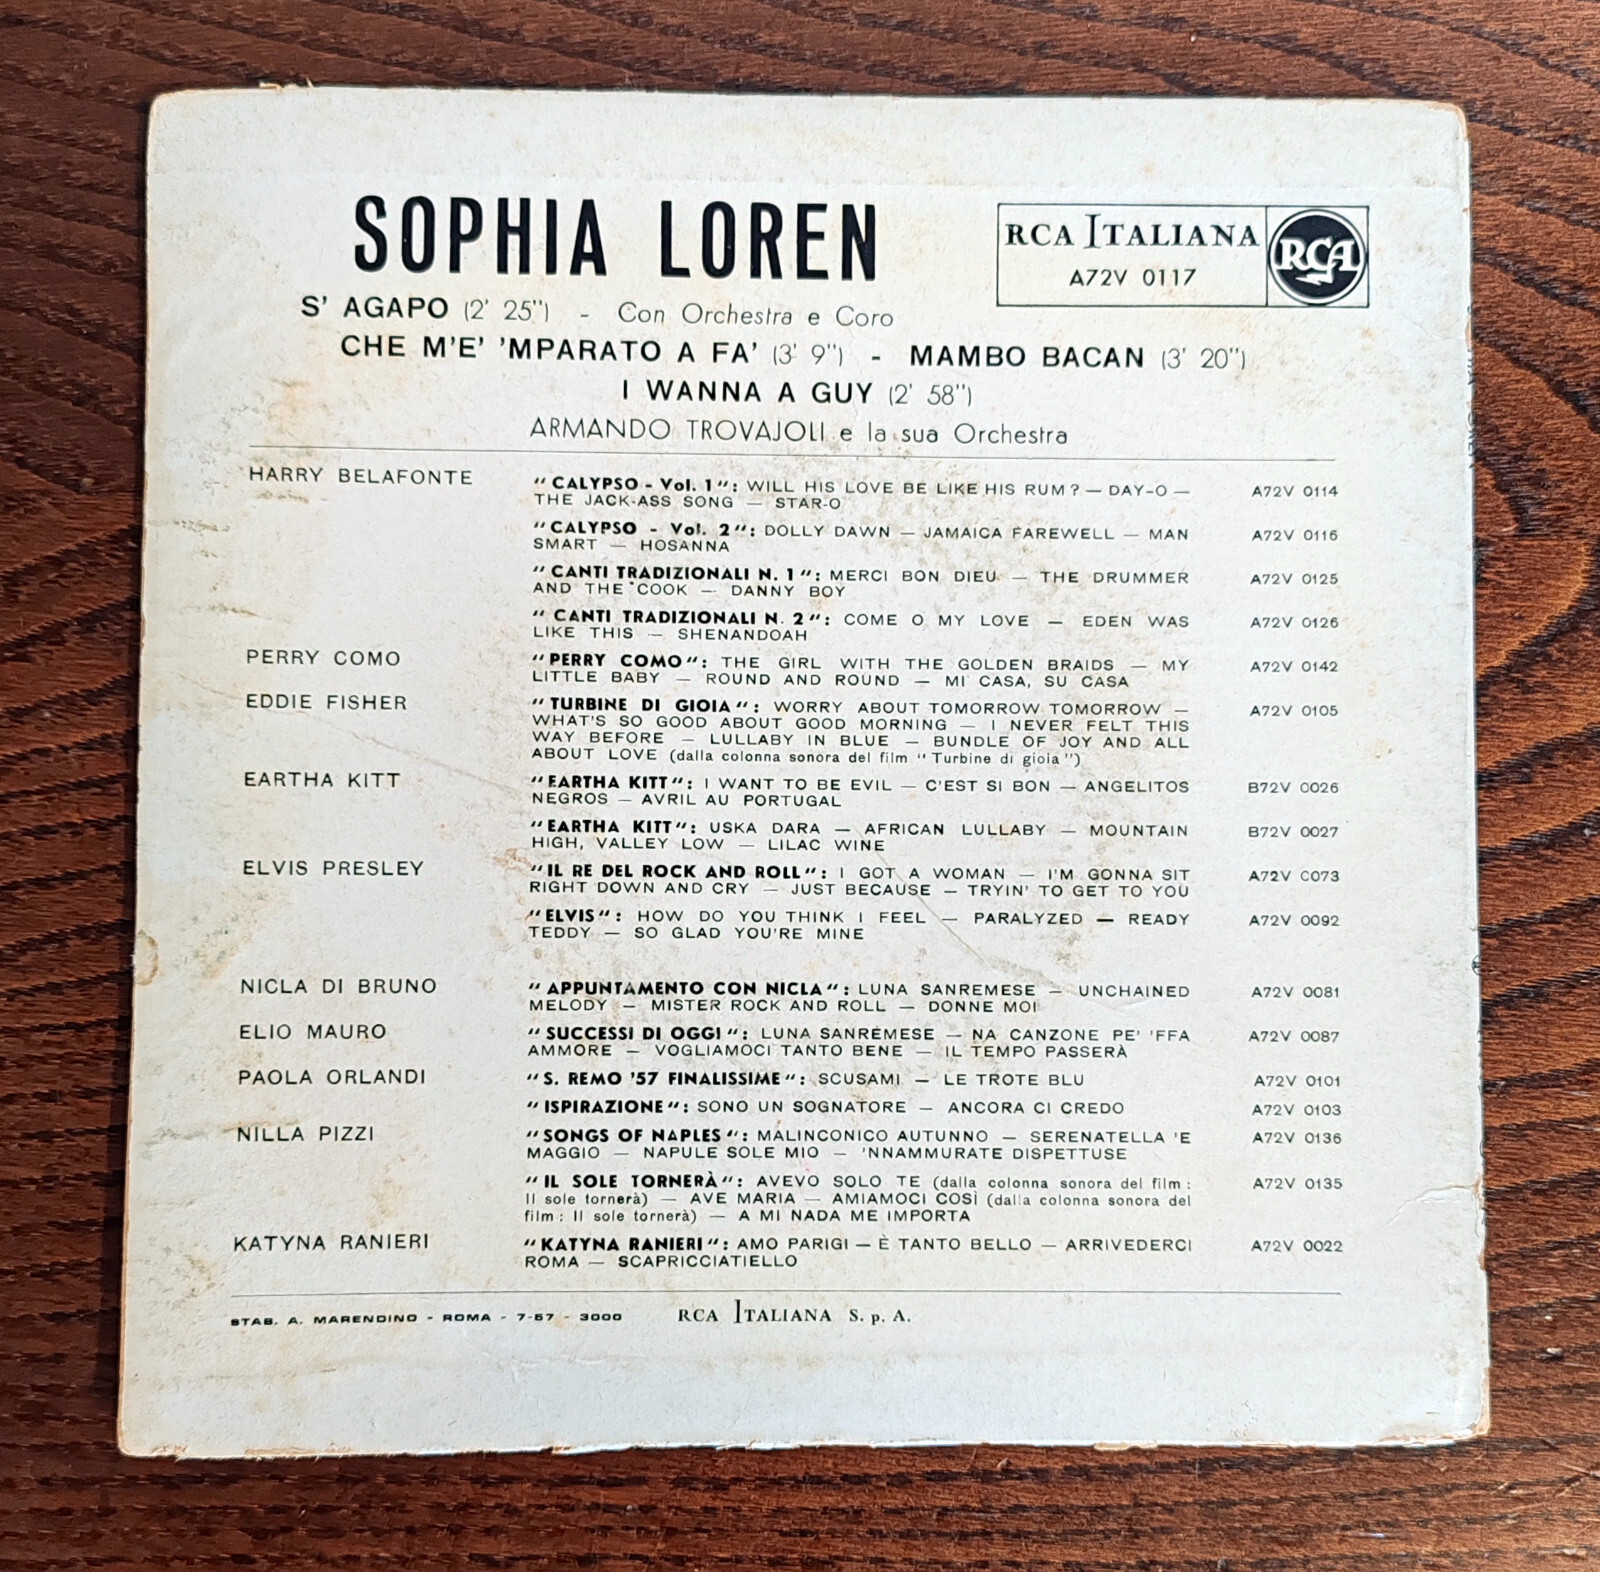 SOPHIA LOREN
RCA ITALIANA
A72V 0117
RCA
S' AGAPO (2' 25'') - Con Orchestra e Coro
CHE M'E' 'MPARATO A FA' (3' 9'') - MAMBO BACAN (3' 20'')
I WANNA A GUY (2' 58'')
ARMANDO TROVAJOLI e la sua Orchestra
HARRY BELAFONTE
"CALYPSO - Vol. 1": WILL HIS LOVE BE LIKE HIS RUM? — DAY-O — A72V 0114
THE JACK-ASS SONG — STAR-O
"CALYPSO - Vol. 2": DOLLY DAWN — JAMAICA FAREWELL — MAN A72V 0116
SMART — HOSANNA
"CANTI TRADIZIONALI N. 1": MERCI BON DIEU — THE DRUMMER A72V 0125
AND THE COOK — DANNY BOY
"CANTI TRADIZIONALI N. 2": COME O MY LOVE — EDEN WAS A72V 0126
LIKE THIS — SHENANDOAH
PERRY COMO "PERRY COMO": THE GIRL WITH THE GOLDEN BRAIDS — MY A72V 0142
LITTLE BABY — ROUND AND ROUND — MI CASA, SU CASA
EDDIE FISHER "TURBINE DI GIOIA": WORRY ABOUT TOMORROW TOMORROW — A72V 0105
WHAT'S SO GOOD ABOUT GOOD MORNING — I NEVER FELT THIS
WAY BEFORE — LULLABY IN BLUE — BUNDLE OF JOY AND ALL
ABOUT LOVE (dalla colonna sonora del film "Turbine di gioia")
EARTHA KITT "EARTHA KITT": I WANT TO BE EVIL — C'EST SI BON — ANGELITOS B72V 0026
NEGROS — AVRIL AU PORTUGAL
"EARTHA KITT": USKA DARA — AFRICAN LULLABY — MOUNTAIN B72V 0027
HIGH, VALLEY LOW — LILAC WINE
ELVIS PRESLEY "IL RE DEL ROCK AND ROLL": I GOT A WOMAN — I'M GONNA SIT A72V 0073
RIGHT DOWN AND CRY — JUST BECAUSE — TRYIN' TO GET TO YOU
"ELVIS": HOW DO YOU THINK I FEEL — PARALYZED — READY A72V 0092
TEDDY — SO GLAD YOU'RE MINE
NICLA DI BRUNO "APPUNTAMENTO CON NICLA": LUNA SANREMESE — UNCHAINED A72V 0081
MELODY — MISTER ROCK AND ROLL — DONNE MOI
ELIO MAURO "SUCCESSI DI OGGI": LUNA SANREMESE — NA CANZONE PE' 'FFA A72V 0087
AMMORE — VOGLIAMOCI TANTO BENE — IL TEMPO PASSERÀ
PAOLA ORLANDI "S. REMO '57 FINALISSIME": SCUSAMI — LE TROTE BLU A72V 0101
"ISPIRAZIONE": SONO UN SOGNATORE — ANCORA CI CREDO A72V 0103
NILLA PIZZI "SONGS OF NAPLES": MALINCONICO AUTUNNO — SERENATELLA 'E A72V 0136
MAGGIO — NAPULE SOLE MIO — 'NNAMMURATE DISPETTUSE
"IL SOLE TORNERÀ": AVEVO SOLO TE (dalla colonna sonora del film: A72V 0135
Il sole tornerà) — AVE MARIA — AMIAMOCI COSÌ (dalla colonna sonora del
film: Il sole tornerà) — A MI NADA ME IMPORTA
KATYNA RANIERI "KATYNA RANIERI": AMO PARIGI — È TANTO BELLO — ARRIVEDERCI A72V 0022
ROMA — SCAPRICCIATIELLO
STAB. A. MARENDINO - ROMA - 7-57 - 3000 RCA ITALIANA S. p. A.